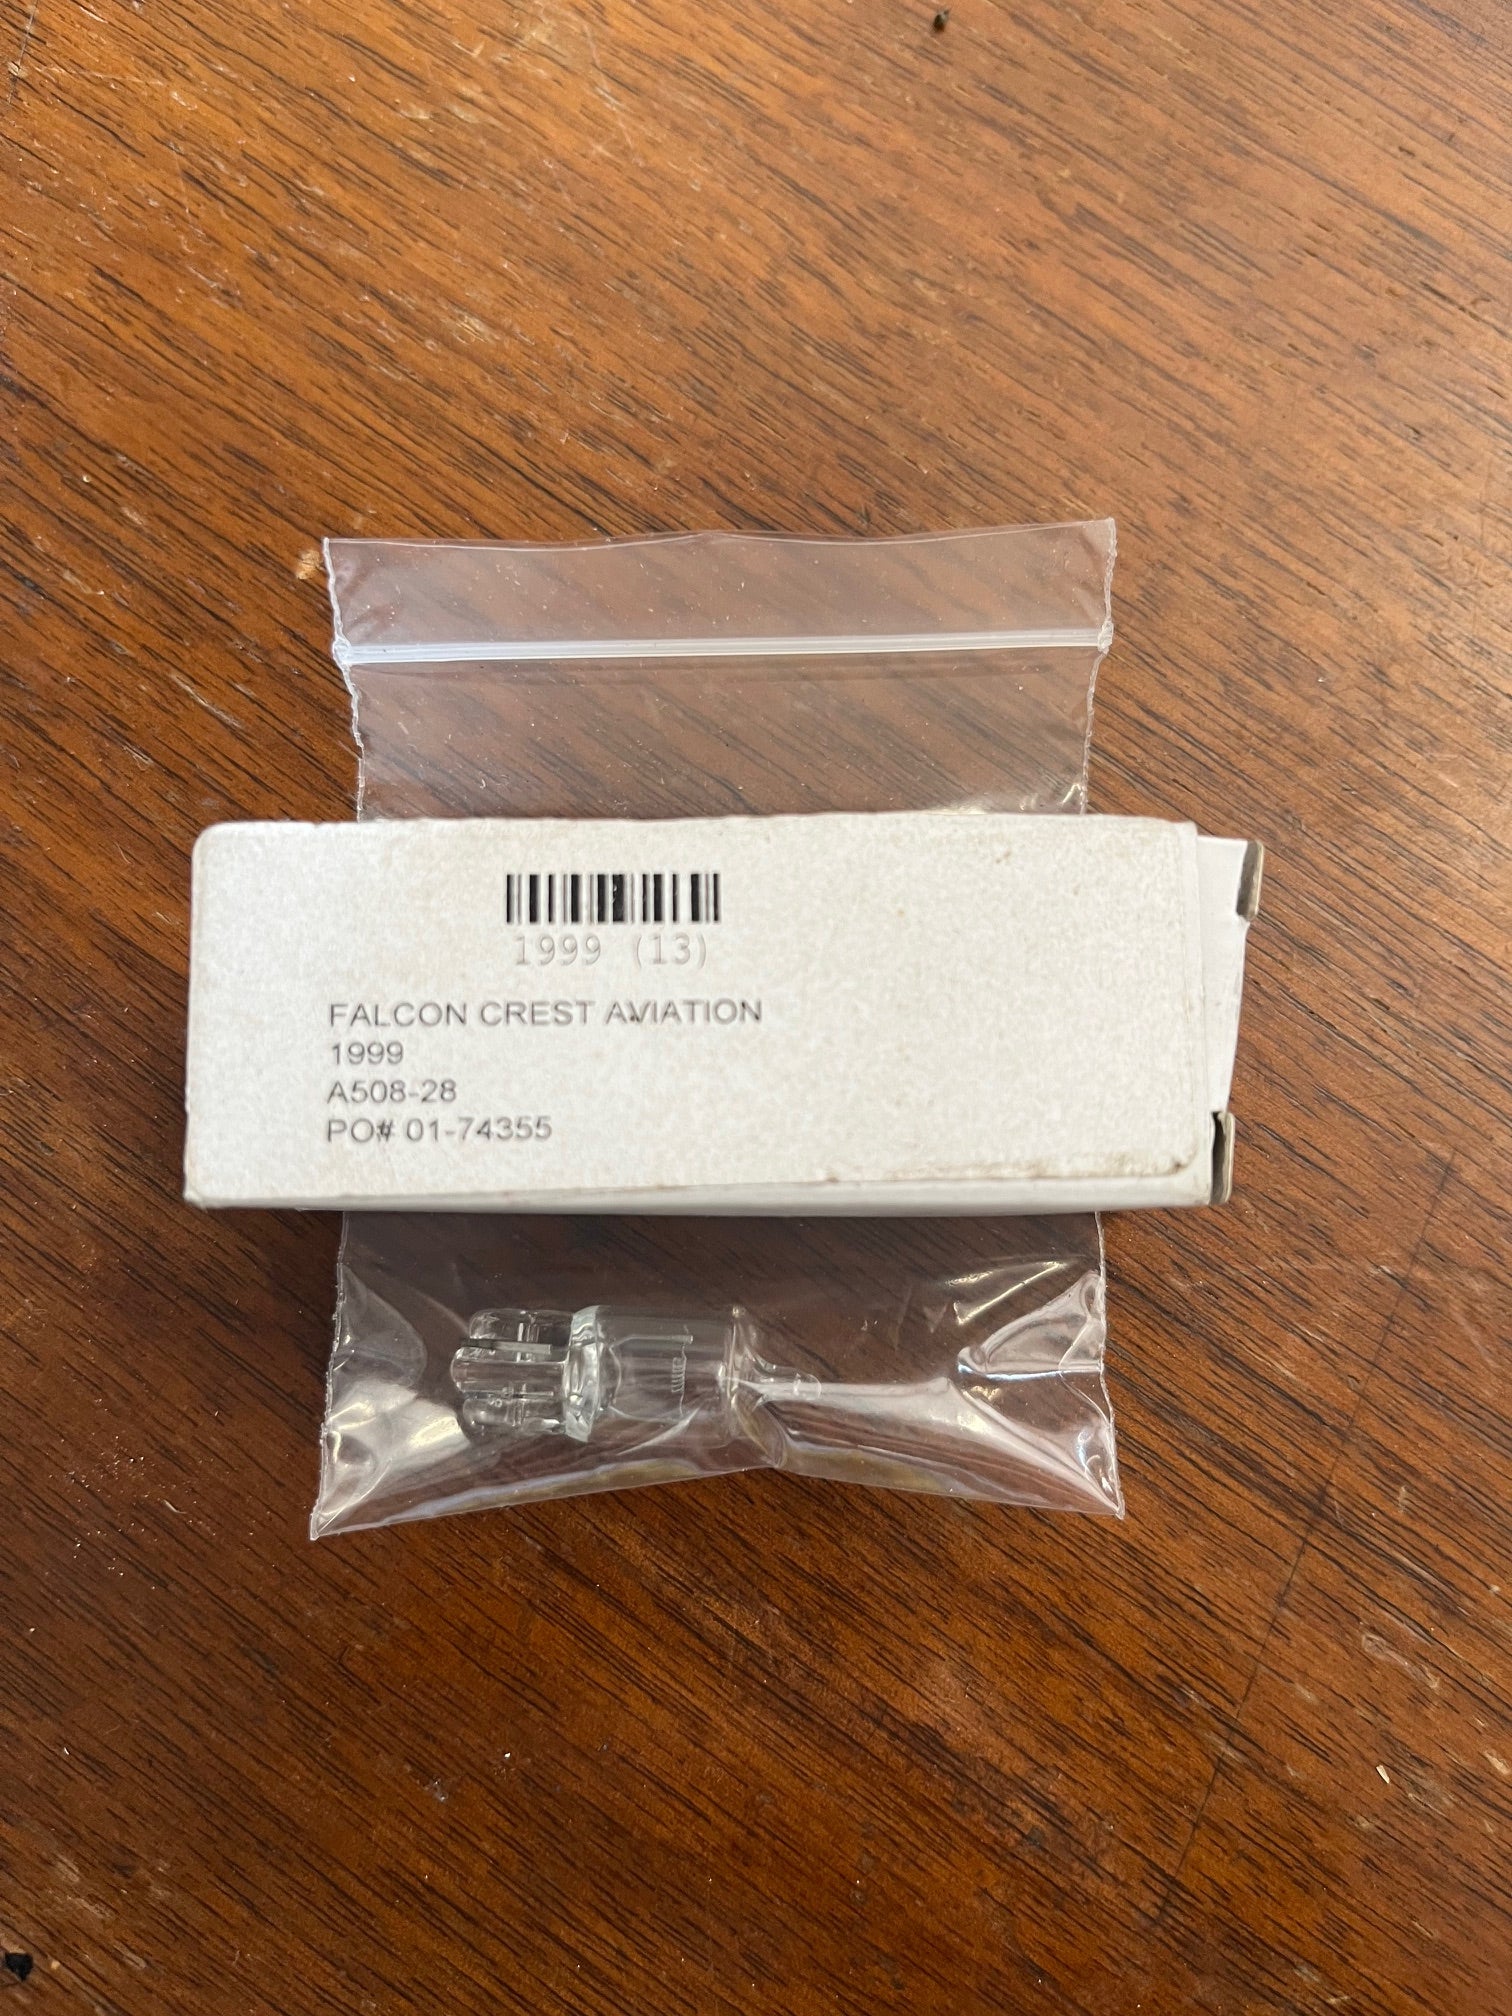 1999 (13)
FALCON CREST AVIATION
1999
A508-28
PO# 01-74355